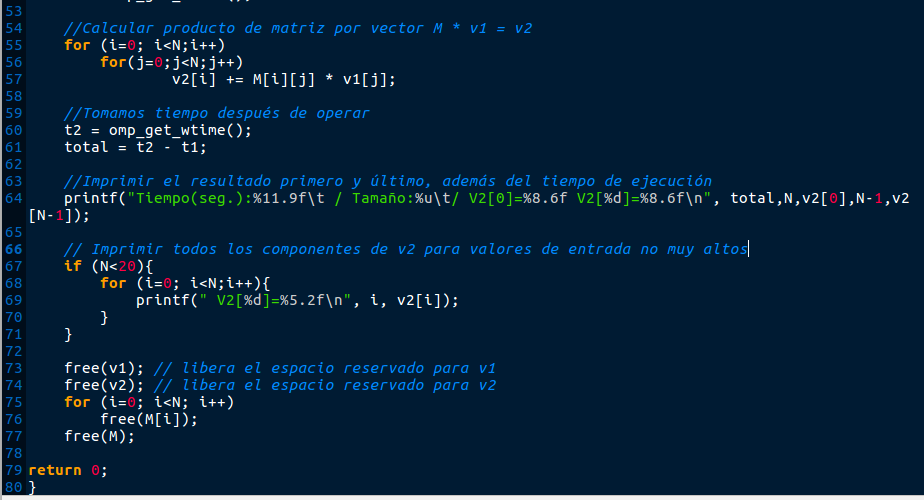 53
54 //Calcular producto de matriz por vector M * v1 = v2
55 for (i=0; i<N;i++)
56 for(j=0;j<N;j++)
57 v2[i] += M[i][j] * v1[j];
58
59 //Tomamos tiempo después de operar
60 t2 = omp_get_wtime();
61 total = t2 - t1;
62
63 //Imprimir el resultado primero y último, además del tiempo de ejecución
64 printf("Tiempo(seg.):%11.9f\t / Tamaño:%u\t/ V2[0]=%8.6f V2[%d]=%8.6f\n", total,N,v2[0],N-1,v2
[N-1]);
65
66 // Imprimir todos los componentes de v2 para valores de entrada no muy altos
67 if (N<20){
68 for (i=0; i<N;i++){
69 printf(" V2[%d]=%5.2f\n", i, v2[i]);
70 }
71 }
72
73 free(v1); // libera el espacio reservado para v1
74 free(v2); // libera el espacio reservado para v2
75 for (i=0; i<N; i++)
76 free(M[i]);
77 free(M);
78
79 return 0;
80 }